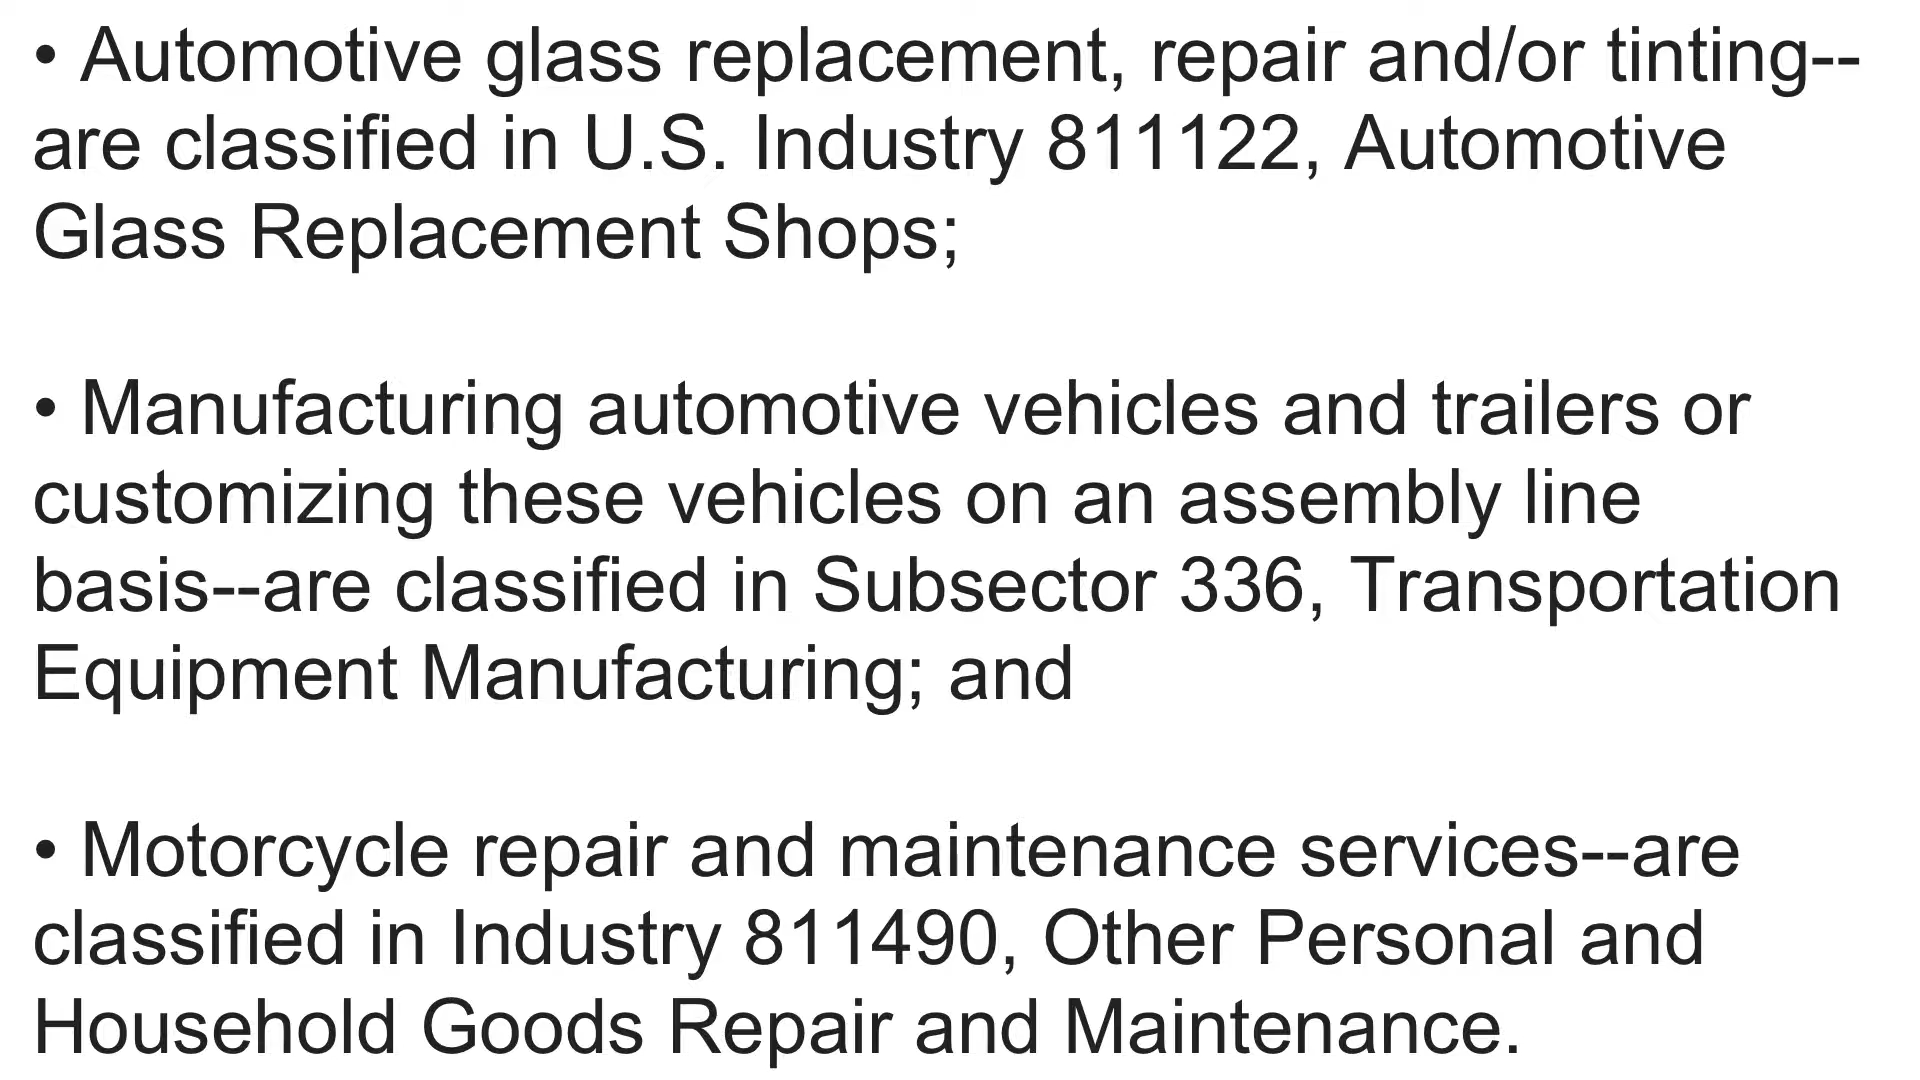 • Automotive glass replacement, repair and/or tinting--
are classified in U.S. Industry 811122, Automotive
Glass Replacement Shops;
• Manufacturing automotive vehicles and trailers or
customizing these vehicles on an assembly line
basis--are classified in Subsector 336, Transportation
Equipment Manufacturing; and
• Motorcycle repair and maintenance services--are
classified in Industry 811490, Other Personal and
Household Goods Repair and Maintenance.